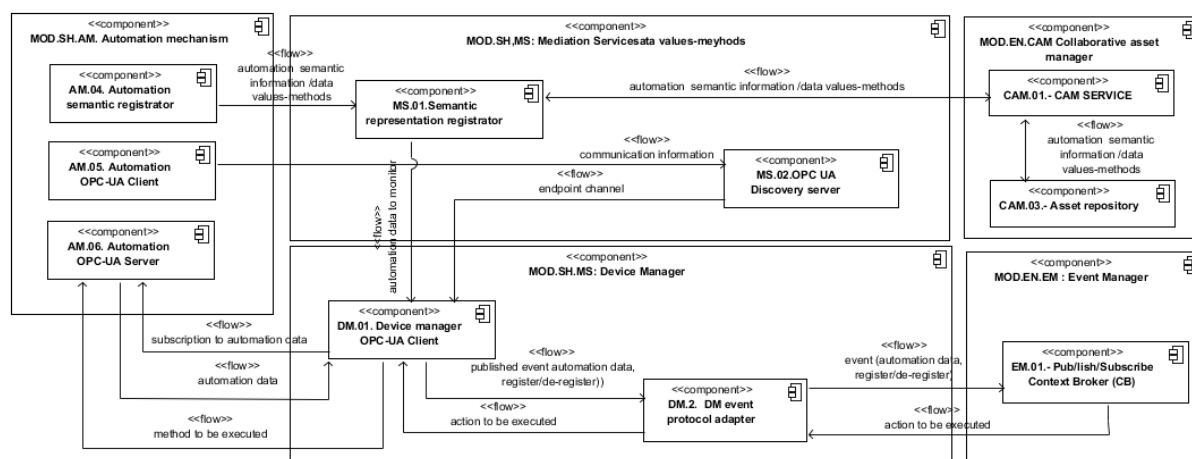 <<component>>
MOD.SH.AM. Automation mechanism
<<component>>
AM.04. Automation
semantic registrator
<<component>>
AM.05. Automation
OPC-UA Client
<<component>>
AM.06. Automation
OPC-UA Server
<<flow>>
automation semantic
information /data
values-methods
<<component>>
MOD.SH,MS: Mediation Servicesata values-meyhods
<<component>>
MS.01.Semantic
representation registrator
<<flow>>
automation semantic information /data values-methods
<<flow>>
communication information
<<flow>>
endpoint channel
<<component>>
MS.02.OPC UA
Discovery server
<<flow>>
automation data to monitor
<<component>>
MOD.EN.CAM Collaborative asset
manager
<<component>>
CAM.01.- CAM SERVICE
<<flow>>
automation semantic
information /data
values-methods
<<component>>
CAM.03.- Asset repository
<<component>>
MOD.SH.MS: Device Manager
<<component>>
DM.01. Device manager
OPC-UA Client
<<flow>>
subscription to automation data
<<flow>>
automation data
<<flow>>
method to be executed
<<flow>>
published event automation data,
register/de-register))
<<flow>>
action to be executed
<<component>>
DM.2. DM event
protocol adapter
<<flow>>
event (automation data,
register/de-register)
<<component>>
MOD.EN.EM : Event Manager
<<component>>
EM.01.- Pub/lish/Subscribe
Context Broker (CB)
<<flow>>
action to be executed